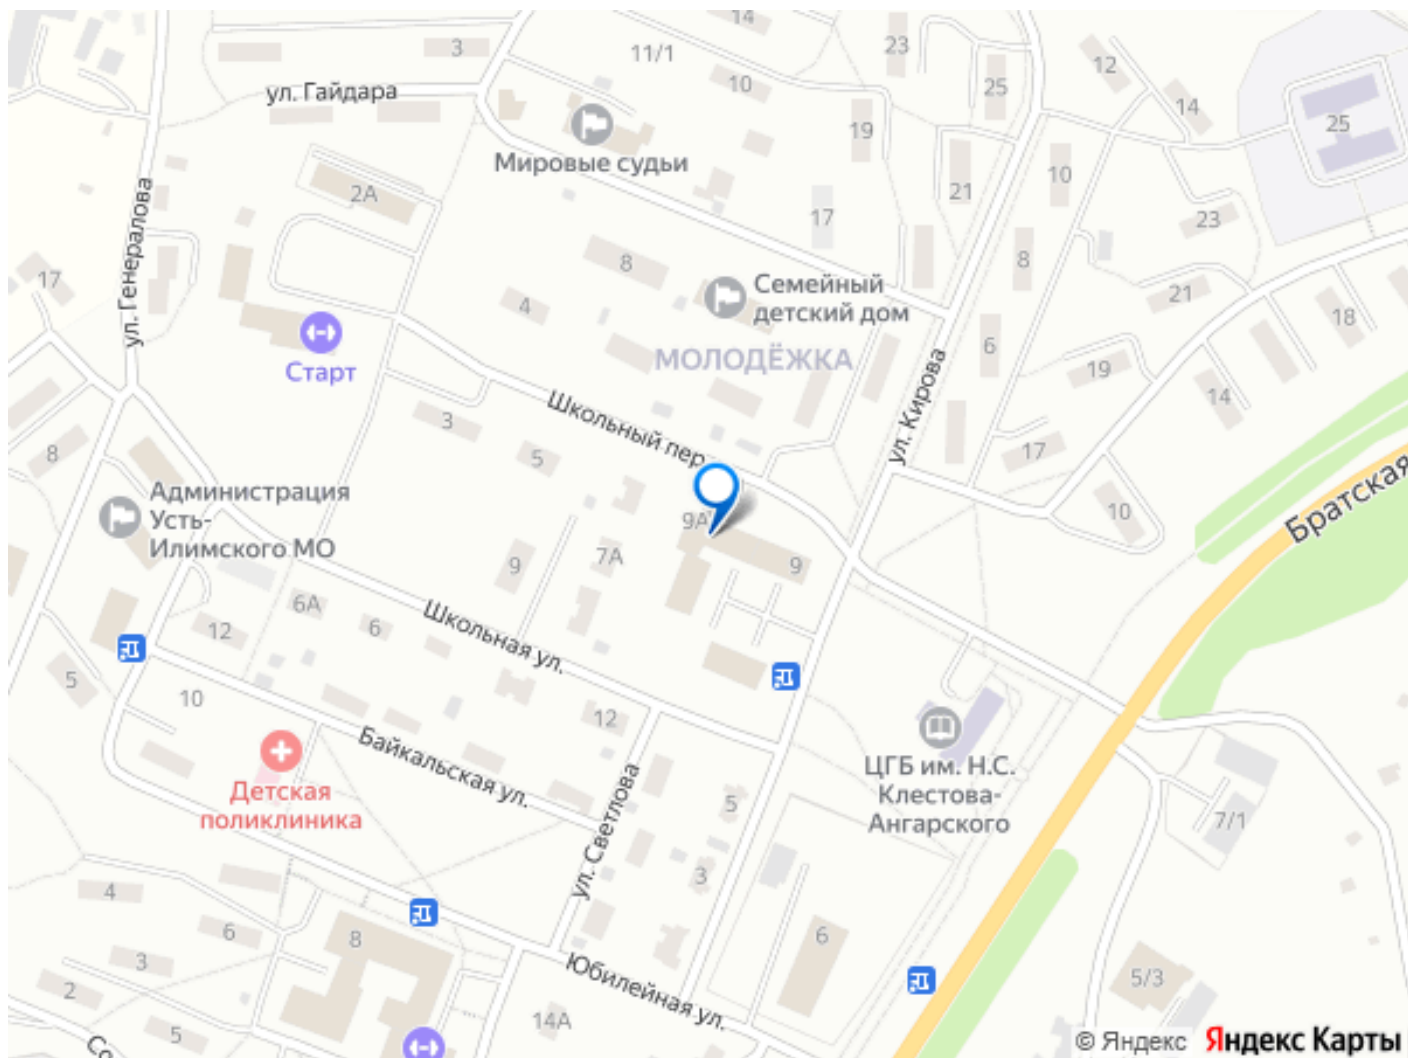 14
3
11/1
23
12
10
25
14
ул. Гайдара
25
19
Мировые судьи
10
21
2А
17
23
ул. Генералова
8
8
17
Семейный
детский дом
21
4
18
6
МОЛОДЁЖКА
Старт
19
ул. Кирова
14
Школьный пер.
3
17
8
5
Администрация
Усть-
Илимского МО
10
Братская
9А
7А
9
9
6А
Школьная ул.
12
6
5
10
12
Байкальская ул.
ЦГБ им. Н.С.
Клестова-
Ангарского
Детская
поликлиника
ул. Светлова
5
7/1
3
4
6
8
6
3
Юбилейная ул.
5/3
2
14А
5
Со
© Яндекс
Яндекс Карты